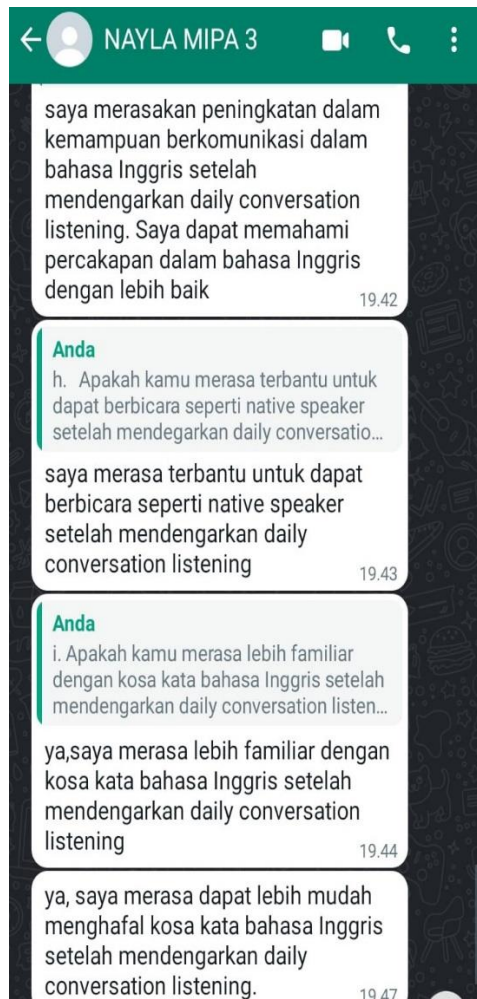 NAYLA MIPA 3
saya merasakan peningkatan dalam
kemampuan berkomunikasi dalam
bahasa Inggris setelah
mendengarkan daily conversation
listening. Saya dapat memahami
percakapan dalam bahasa Inggris
dengan lebih baik
19.42
Anda
h. Apakah kamu merasa terbantu untuk
dapat berbicara seperti native speaker
setelah mendegarkan daily conversatio...
saya merasa terbantu untuk dapat
berbicara seperti native speaker
setelah mendengarkan daily
conversation listening
19.43
Anda
i. Apakah kamu merasa lebih familiar
dengan kosa kata bahasa Inggris setelah
mendengarkan daily conversation listen...
ya,saya merasa lebih familiar dengan
kosa kata bahasa Inggris setelah
mendengarkan daily conversation
listening
19.44
ya, saya merasa dapat lebih mudah
menghafal kosa kata bahasa Inggris
setelah mendengarkan daily
conversation listening.
19.47